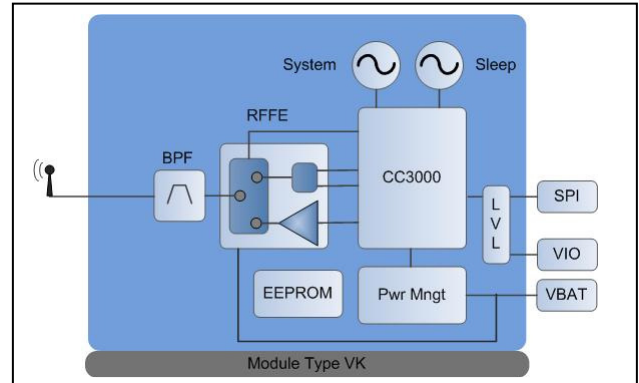 System
Sleep
RFFE
BPF
CC3000
L
V
L
SPI
VIO
EEPROM
Pwr Mngt
VBAT
Module Type VK